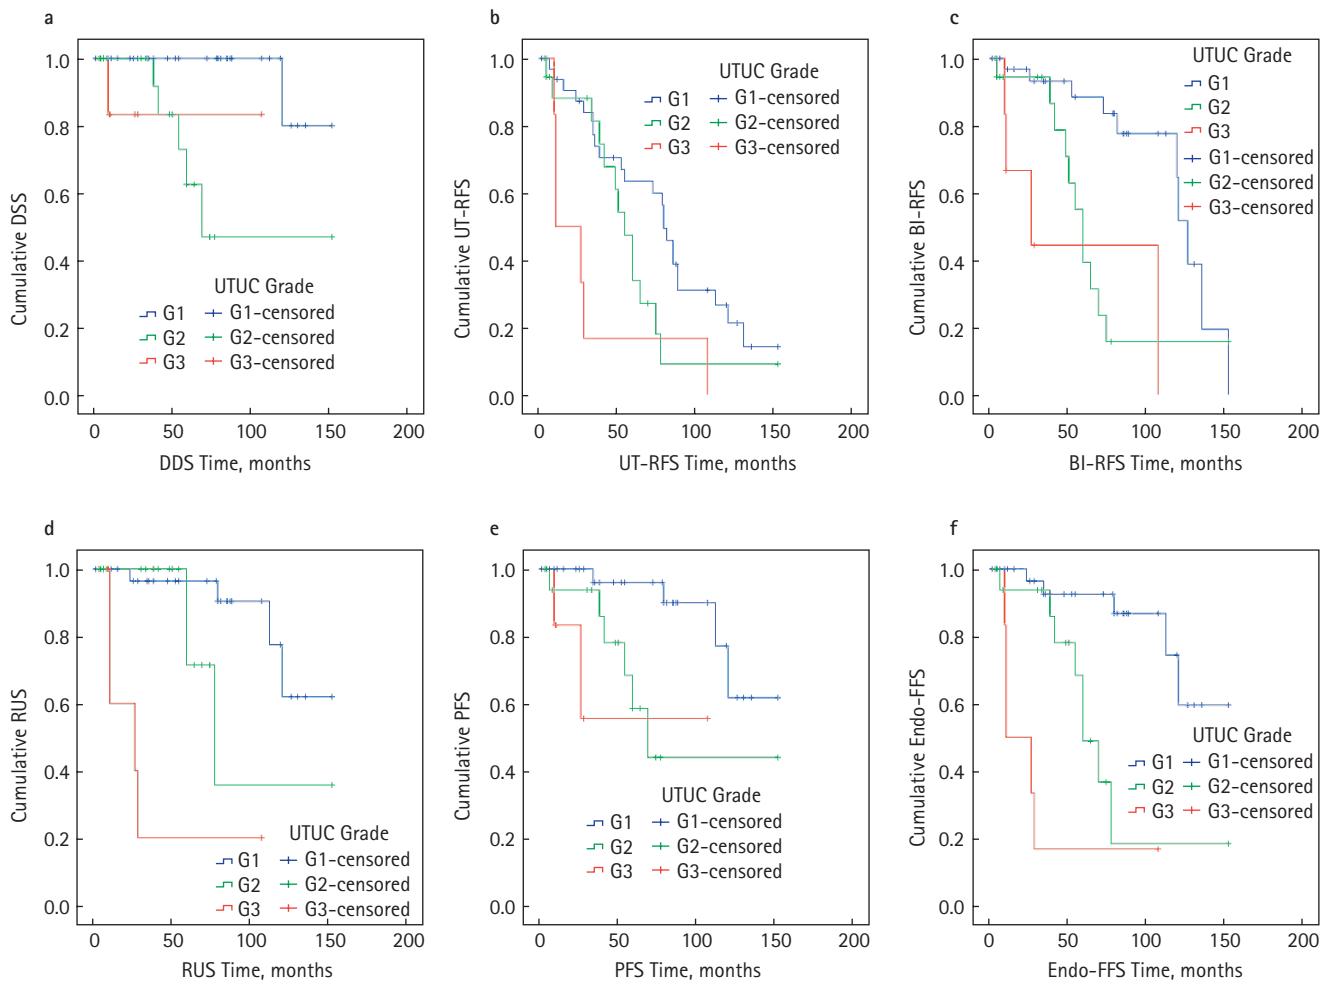 a
1.0
0.8
0.6
0.4
0.2
0.0
Cumulative DSS
UTUC Grade
G1 G1-censored
G2 G2-censored
G3 G3-censored
0 50 100 150 200
DDS Time, months
b
1.0
0.8
0.6
0.4
0.2
0.0
Cumulative UT-RFS
UTUC Grade
G1 G1-censored
G2 G2-censored
G3 G3-censored
0 50 100 150 200
UT-RFS Time, months
c
1.0
0.8
0.6
0.4
0.2
0.0
Cumulative BI-RFS
UTUC Grade
G1
G2
G3
G1-censored
G2-censored
G3-censored
0 50 100 150 200
BI-RFS Time, months
d
1.0
0.8
0.6
0.4
0.2
0.0
Cumulative RUS
UTUC Grade
G1 G1-censored
G2 G2-censored
G3 G3-censored
0 50 100 150 200
RUS Time, months
e
1.0
0.8
0.6
0.4
0.2
0.0
Cumulative PFS
UTUC Grade
G1 G1-censored
G2 G2-censored
G3 G3-censored
0 50 100 150 200
PFS Time, months
f
1.0
0.8
0.6
0.4
0.2
0.0
Cumulative Endo-FFS
UTUC Grade
G1 G1-censored
G2 G2-censored
G3 G3-censored
0 50 100 150 200
Endo-FFS Time, months